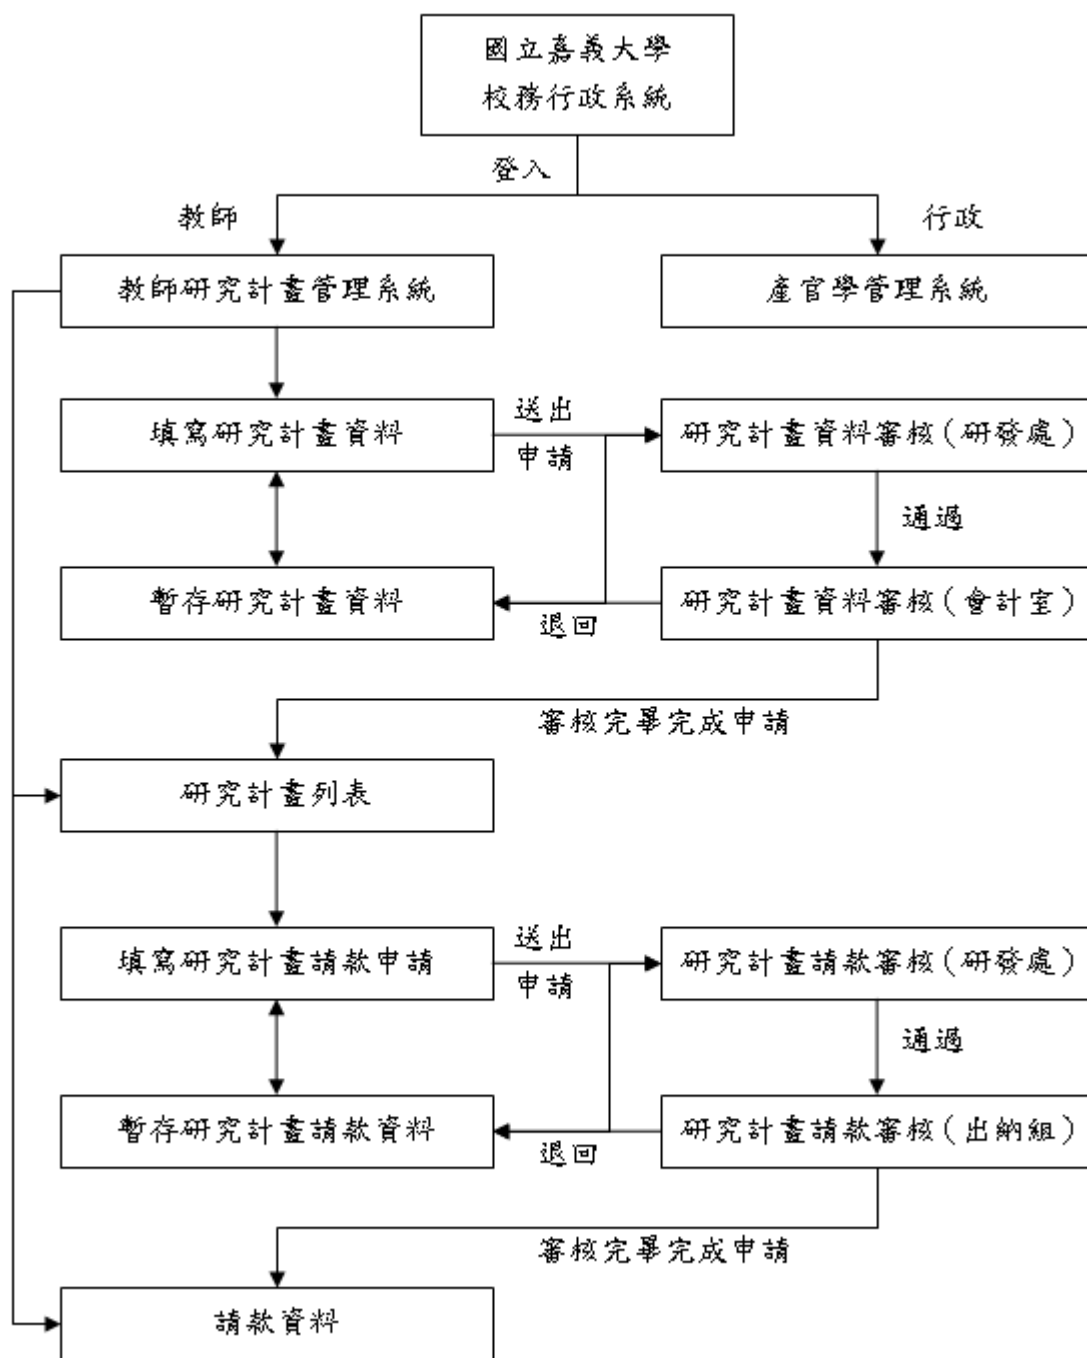 國立嘉義大學
校務行政系統
登入
教師
行政
教師研究計畫管理系統
產官學管理系統
填寫研究計畫資料
送出
申請
研究計畫資料審核(研發處)
通過
暫存研究計畫資料
退回
研究計畫資料審核(會計室)
審核完畢完成申請
研究計畫列表
填寫研究計畫請款申請
送出
申請
研究計畫請款審核(研發處)
通過
暫存研究計畫請款資料
退回
研究計畫請款審核(出納組)
審核完畢完成申請
請款資料